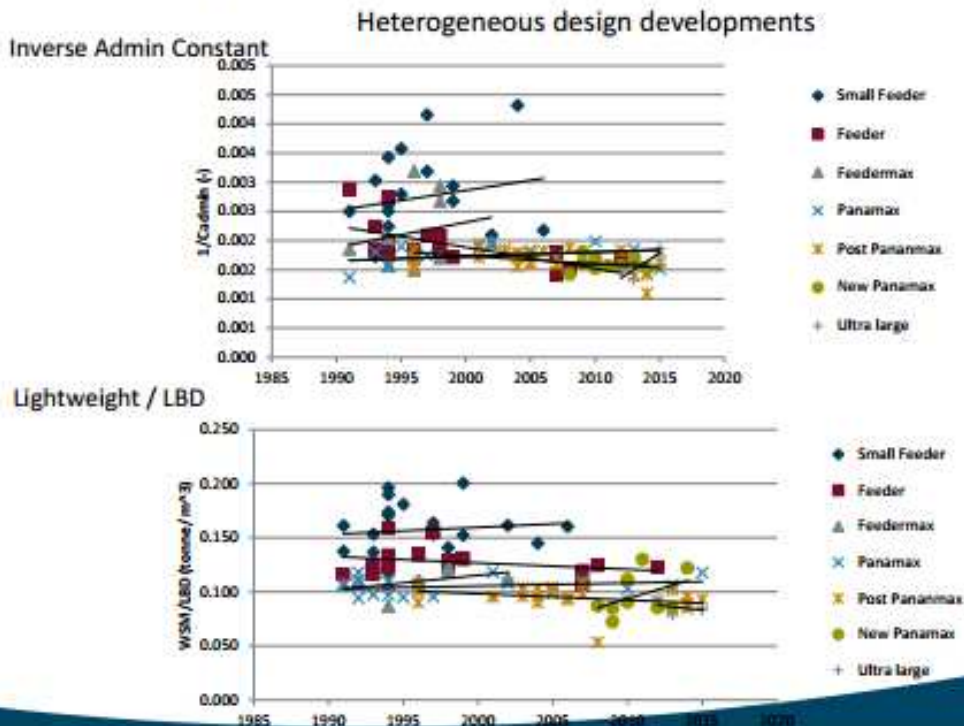 Heterogeneous design developments
Inverse Admin Constant
1/Cadmin (-)
0.005
0.005
0.004
0.004
0.003
0.003
0.002
0.002
0.001
0.001
0.000
1985 1990 1995 2000 2005 2010 2015 2020
Small Feeder
Feeder
Feedermax
Panamax
Post Pananmax
New Panamax
Ultra large
Lightweight / LBD
WSM/LBD (tonne/m^3)
0.250
0.200
0.150
0.100
0.050
0.000
1985 1990 1995 2000 2005 2010 2015 2020
Small Feeder
Feeder
Feedermax
Panamax
Post Pananmax
New Panamax
Ultra large